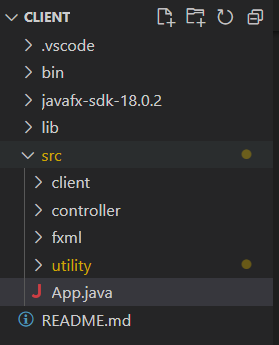 CLIENT
.vscode
bin
javafx-sdk-18.0.2
lib
src
client
controller
fxml
utility
J App.java
README.md